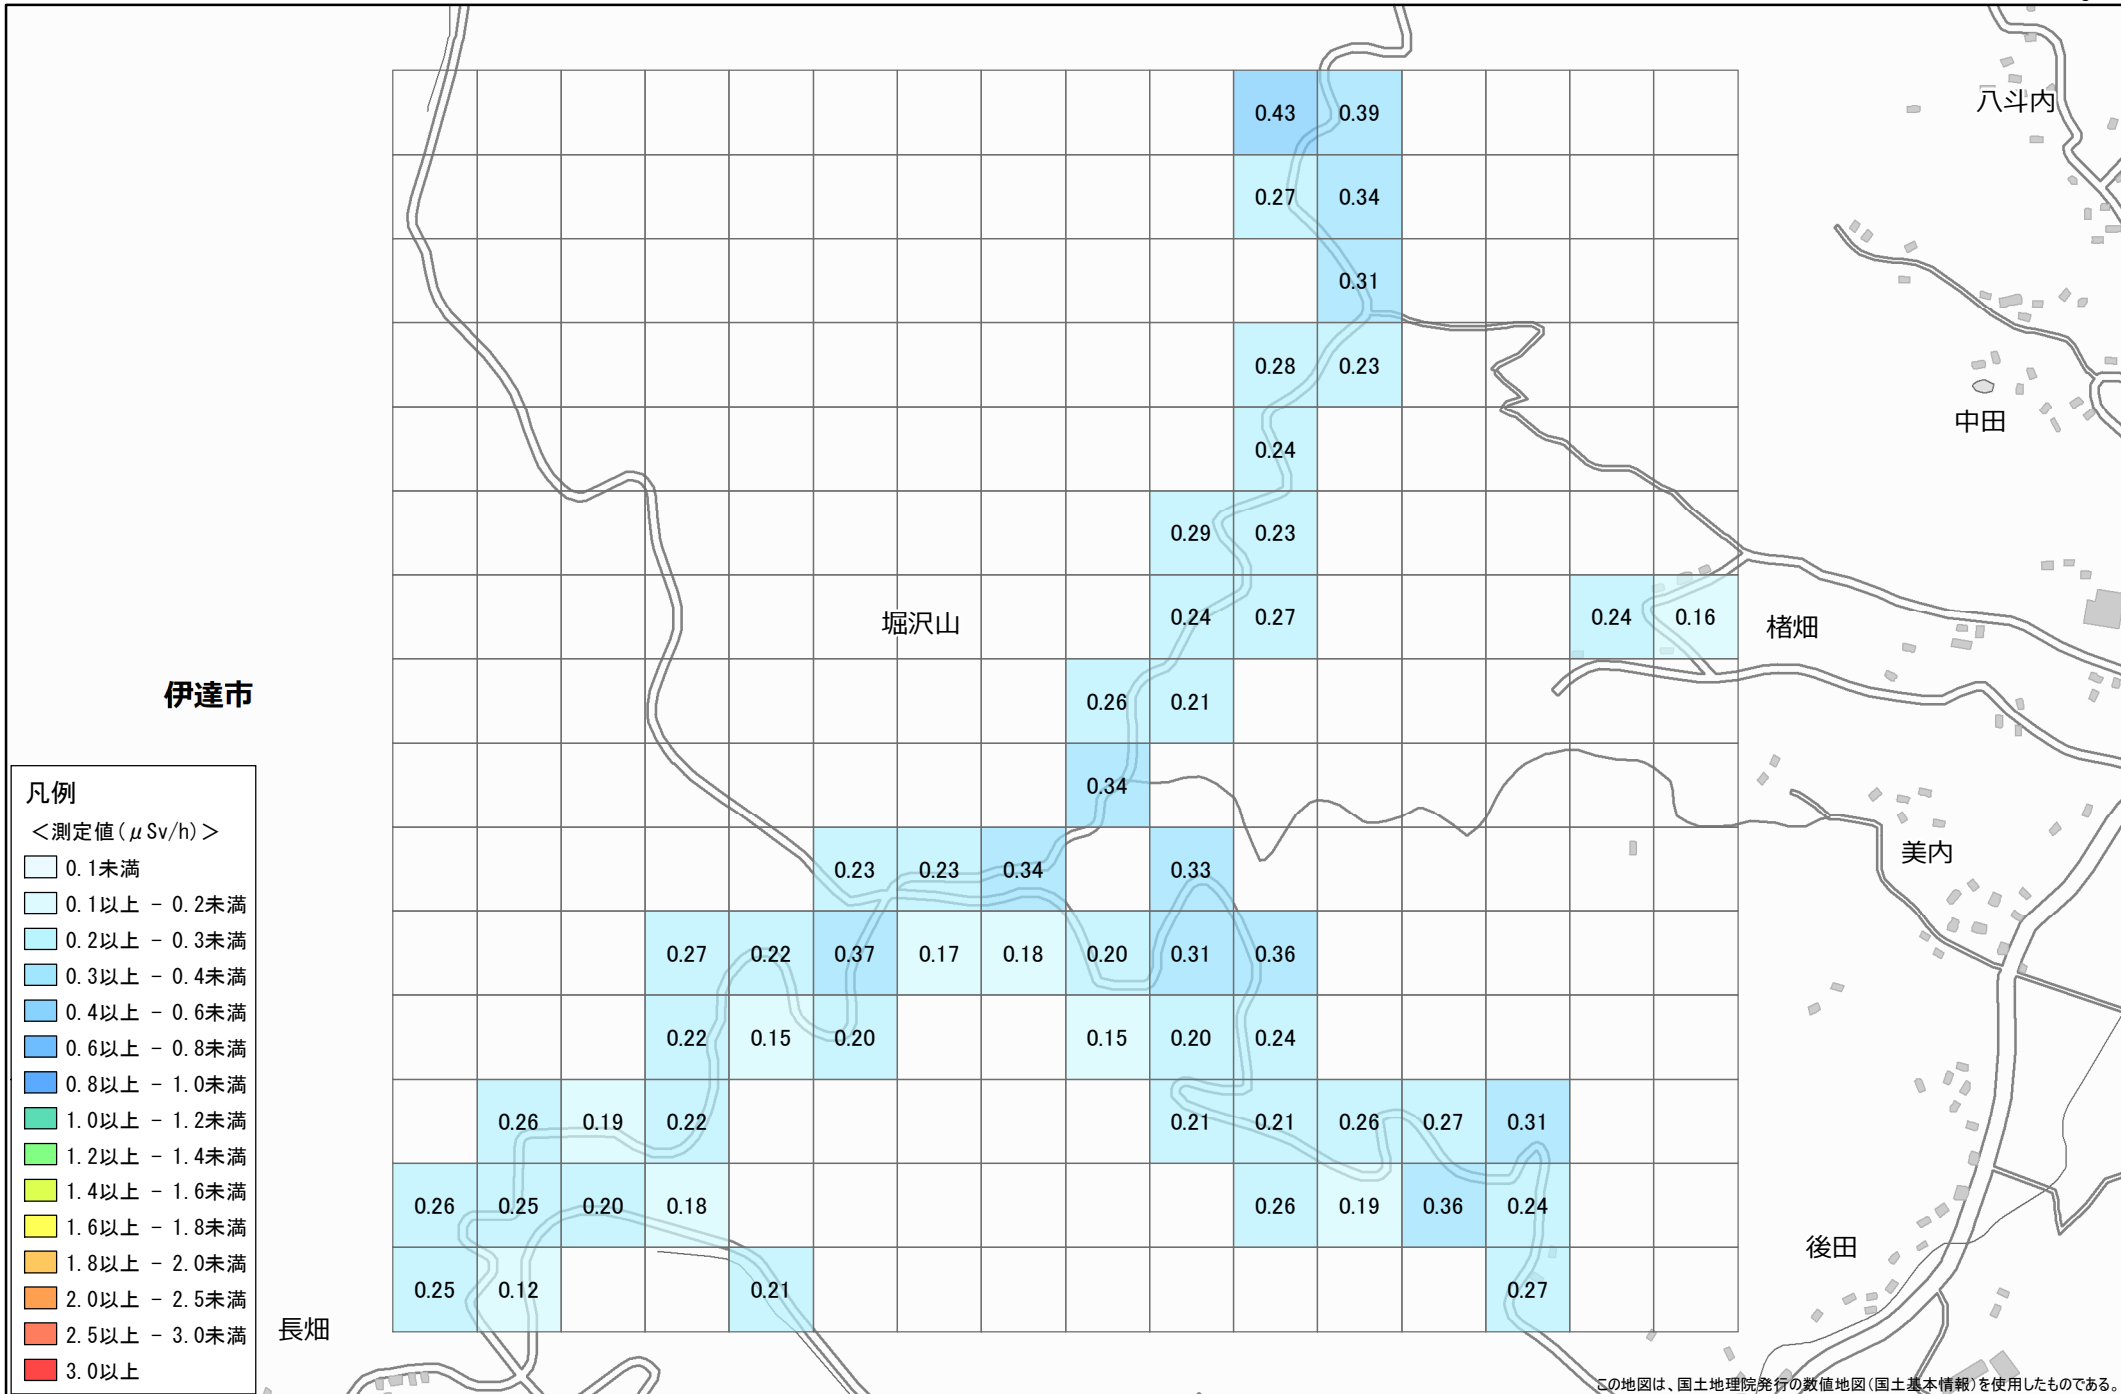 八斗内
0.43 0.39
0.27 0.34
0.31
0.28 0.23
中田
0.24
0.29 0.23
堀沢山 0.24 0.27 0.24 0.16 楮畑
伊達市
0.26 0.21
0.34
0.23 0.23 0.34 0.33
美内
0.27 0.22 0.37 0.17 0.18 0.20 0.31 0.36
0.22 0.15 0.20 0.15 0.20 0.24
0.26 0.19 0.22 0.21 0.21 0.26 0.27 0.31
0.26 0.25 0.20 0.18 0.26 0.19 0.36 0.24
後田
0.25 0.12 0.21 0.27
長畑
凡例
＜測定値(μSv/h)＞
0.1未満
0.1以上 - 0.2未満
0.2以上 - 0.3未満
0.3以上 - 0.4未満
0.4以上 - 0.6未満
0.6以上 - 0.8未満
0.8以上 - 1.0未満
1.0以上 - 1.2未満
1.2以上 - 1.4未満
1.4以上 - 1.6未満
1.6以上 - 1.8未満
1.8以上 - 2.0未満
2.0以上 - 2.5未満
2.5以上 - 3.0未満
3.0以上
この地図は、国土地理院発行の数値地図(国土基本情報)を使用したものである。